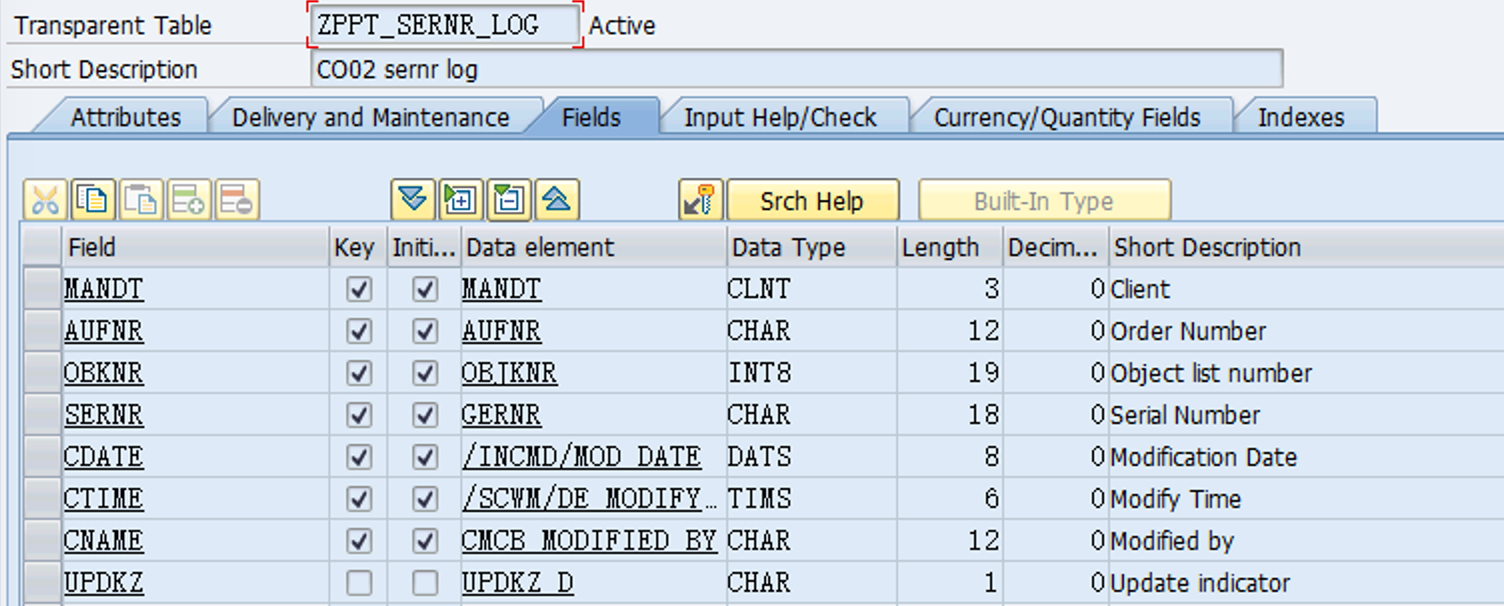 Transparent Table ZPPT_SERNR_LOG Active
Short Description CO02 sernr log
Attributes Delivery and Maintenance Fields Input Help/Check Currency/Quantity Fields Indexes
Srch Help Built-In Type
Field Key Initi... Data element Data Type Length Decim... Short Description
MANDT MANDT CLNT 3 0 Client
AUFNR AUFNR CHAR 12 0 Order Number
OBKNR OBJKNR INT8 19 0 Object list number
SERNR GERNR CHAR 18 0 Serial Number
CDATE /INCMD/MOD_DATE DATS 8 0 Modification Date
CTIME /SCWM/DE_MODIFY... TIMS 6 0 Modify Time
CNAME CMCB_MODIFIED_BY CHAR 12 0 Modified by
UPDKZ UPDKZ_D CHAR 1 0 Update indicator